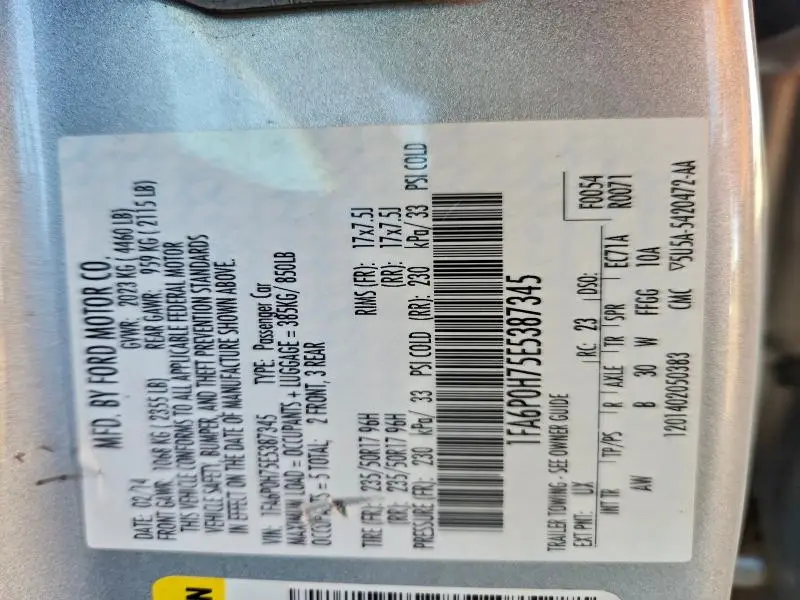 MFD. BY FORD MOTOR CO.
DATE: 02/14 GVWR: 2023 KG ( 4460 LB)
FRONT GAWR: 1068 KG ( 2355 LB) REAR GAWR: 959 KG ( 2115 LB)
THIS VEHICLE CONFORMS TO ALL APPLICABLE FEDERAL MOTOR
VEHICLE SAFETY, BUMPER, AND THEFT PREVENTION STANDARDS
IN EFFECT ON THE DATE OF MANUFACTURE SHOWN ABOVE.
VIN: 1FA6P0H75E5387345 TYPE: Passenger Car
MAXIMUM LOAD = OCCUPANTS + LUGGAGE = 385KG/ 850LB
OCCUPANTS = 5 TOTAL, 2 FRONT, 3 REAR
TIRE (FR): 235/50R17 96H RIMS (FR): 17x7.5J
(RR): 235/50R17 96H (RR): 17x7.5J
PRESSURE (FR): 230 kPa/ 33 PSI COLD (RR): 230 kPa/ 33 PSI COLD
1FA6P0H75E5387345
TRAILER TOWING - SEE OWNER GUIDE F0054
EXT PNT: UX RC: 23 DSO: R0071
INT TR TP/PS R AXLE TR SPR EC71A
AW B 30 W FFGG 10A
1201402050383 CMC ▽5U5A-5420472-AA
N